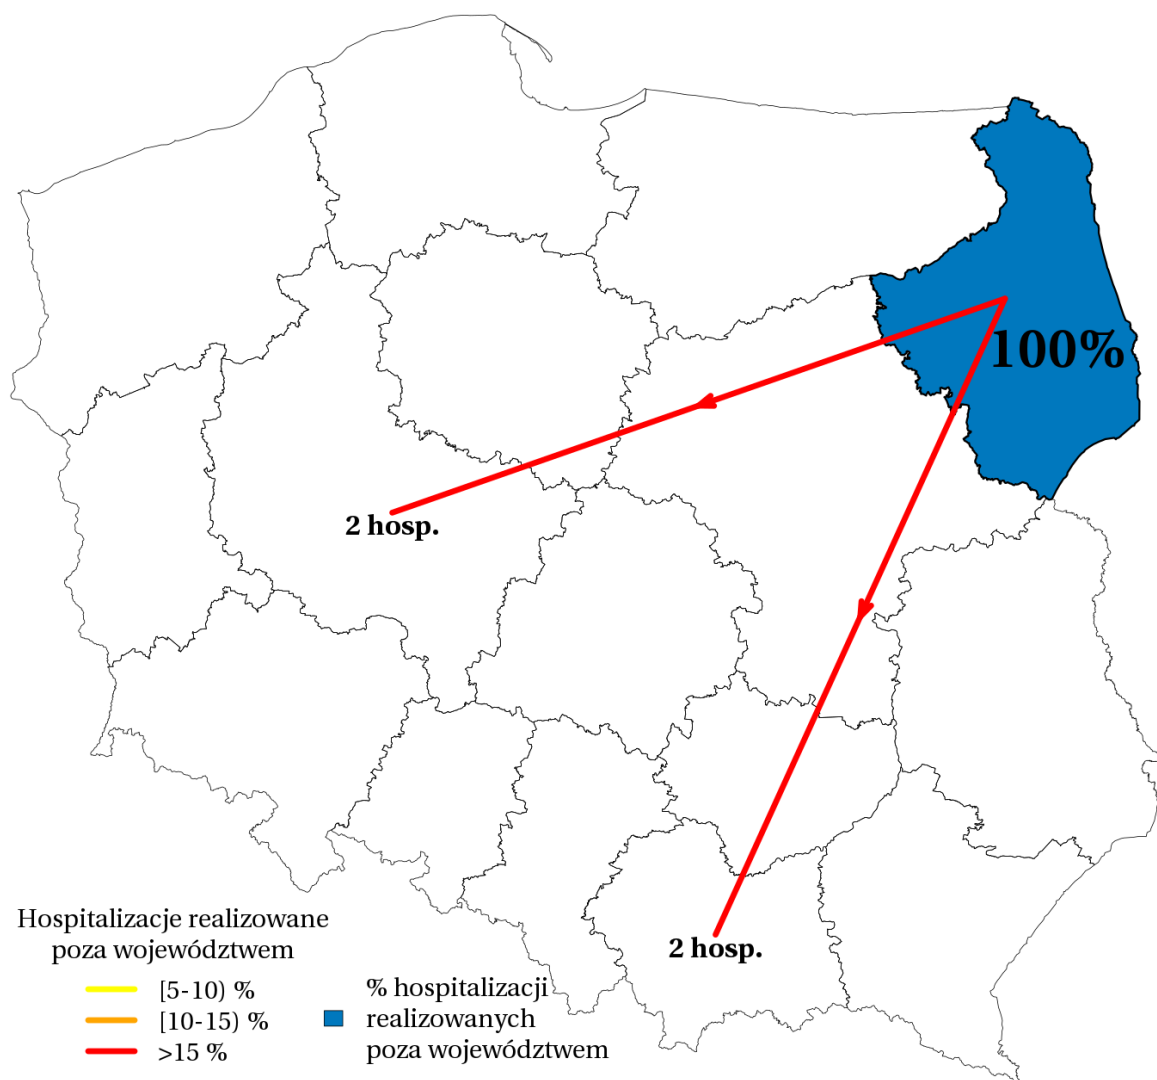 100%
2 hosp.
2 hosp.
Hospitalizacje realizowane
poza województwem
[5-10) %
[10-15) %
>15 %
% hospitalizacji
realizowanych
poza województwem